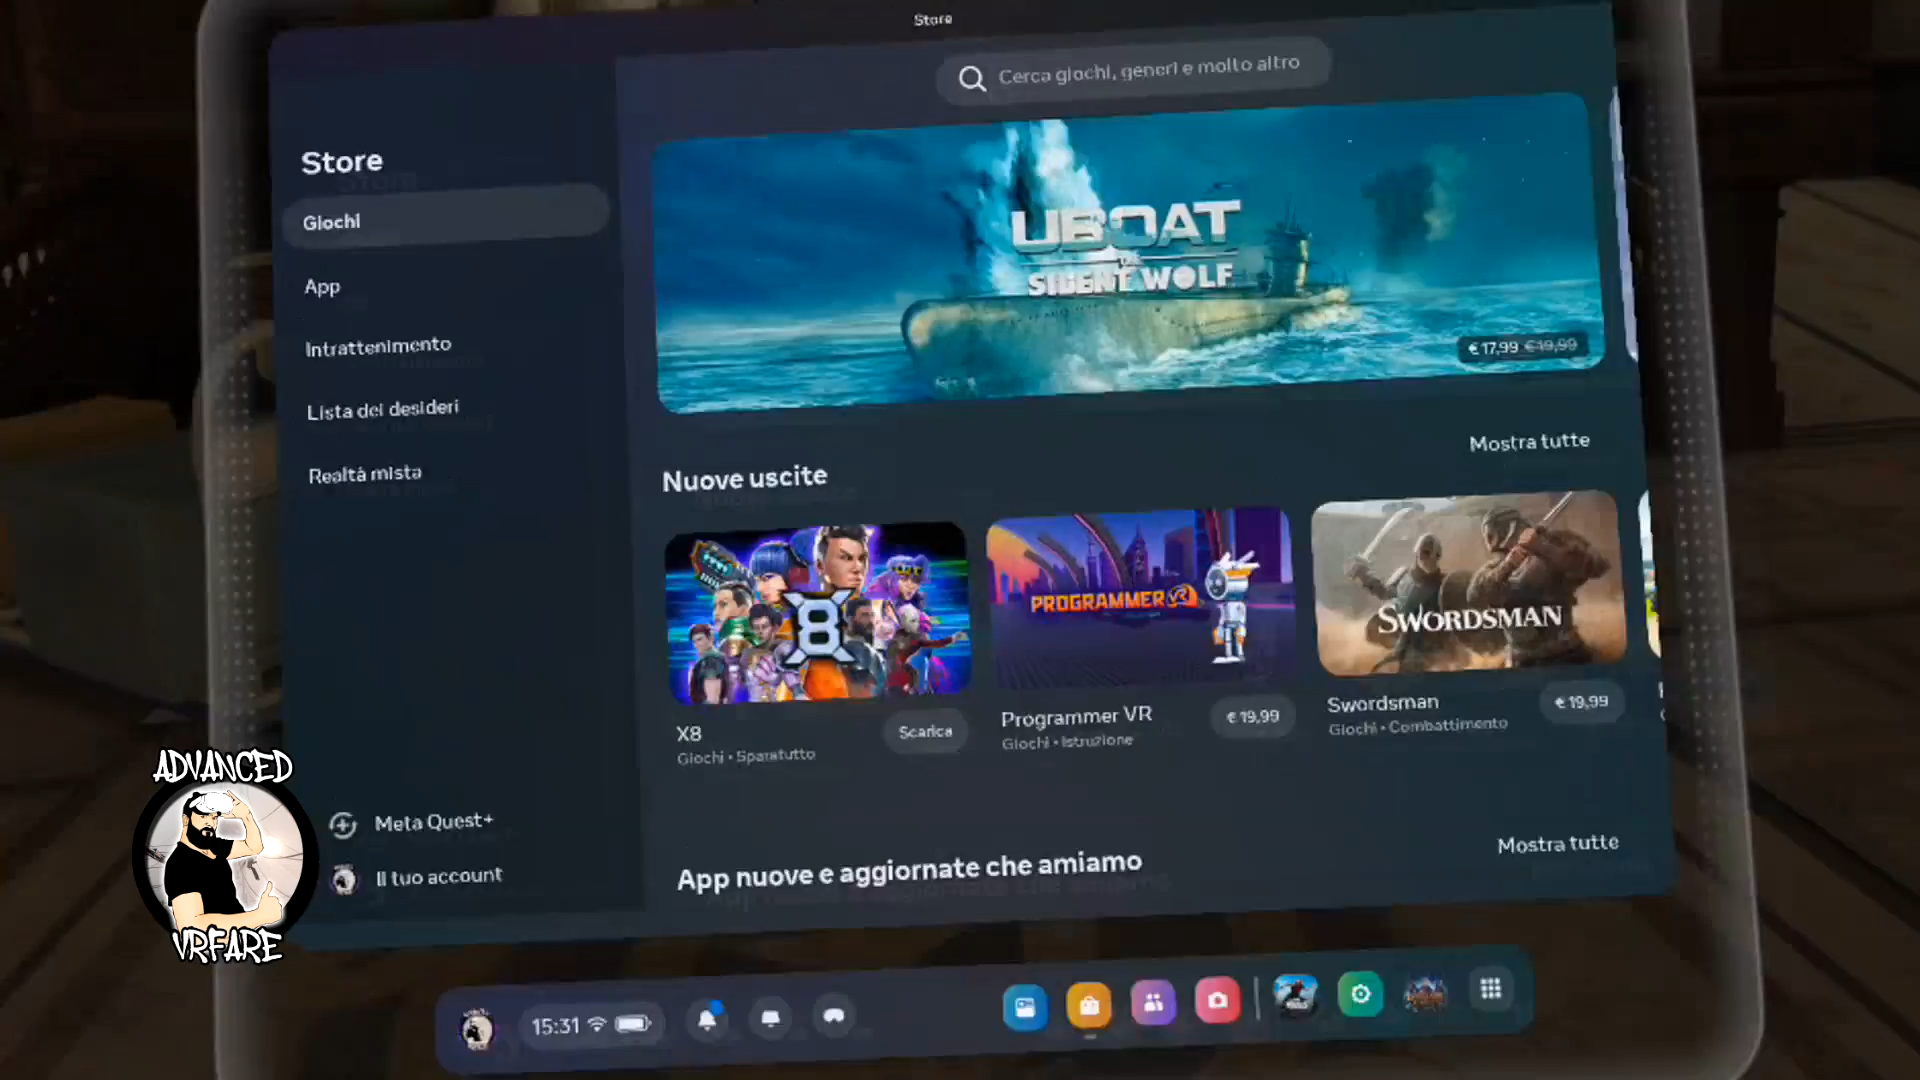 Store
Cerca giochi, generi e molto altro
Store
Giochi
App
Intrattenimento
Lista dei desideri
Realtà mista
Meta Quest+
Il tuo account
UBOAT
THE
SILENT WOLF
€17,99 €19,99
Nuove uscite
Mostra tutte
X8
Giochi • Sparatutto
Scarica
PROGRAMMER VR
Programmer VR
Giochi • Istruzione
€19,99
SWORDSMAN
Swordsman
Giochi • Combattimento
€19,99
App nuove e aggiornate che amiamo
Mostra tutte
ADVANCED
VRFARE
15:31